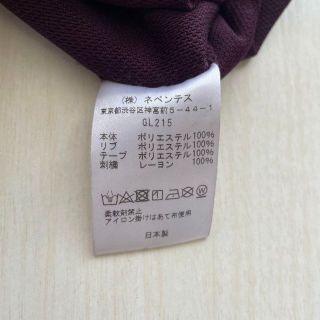 (株) ネペンテス
東京都渋谷区神宮前5-44-1
GL215
本体 ポリエステル100%
リブ ポリエステル100%
テープ ポリエステル100%
刺繍 レーヨン 100%
柔軟剤禁止
アイロン掛けはあて布使用
日本製